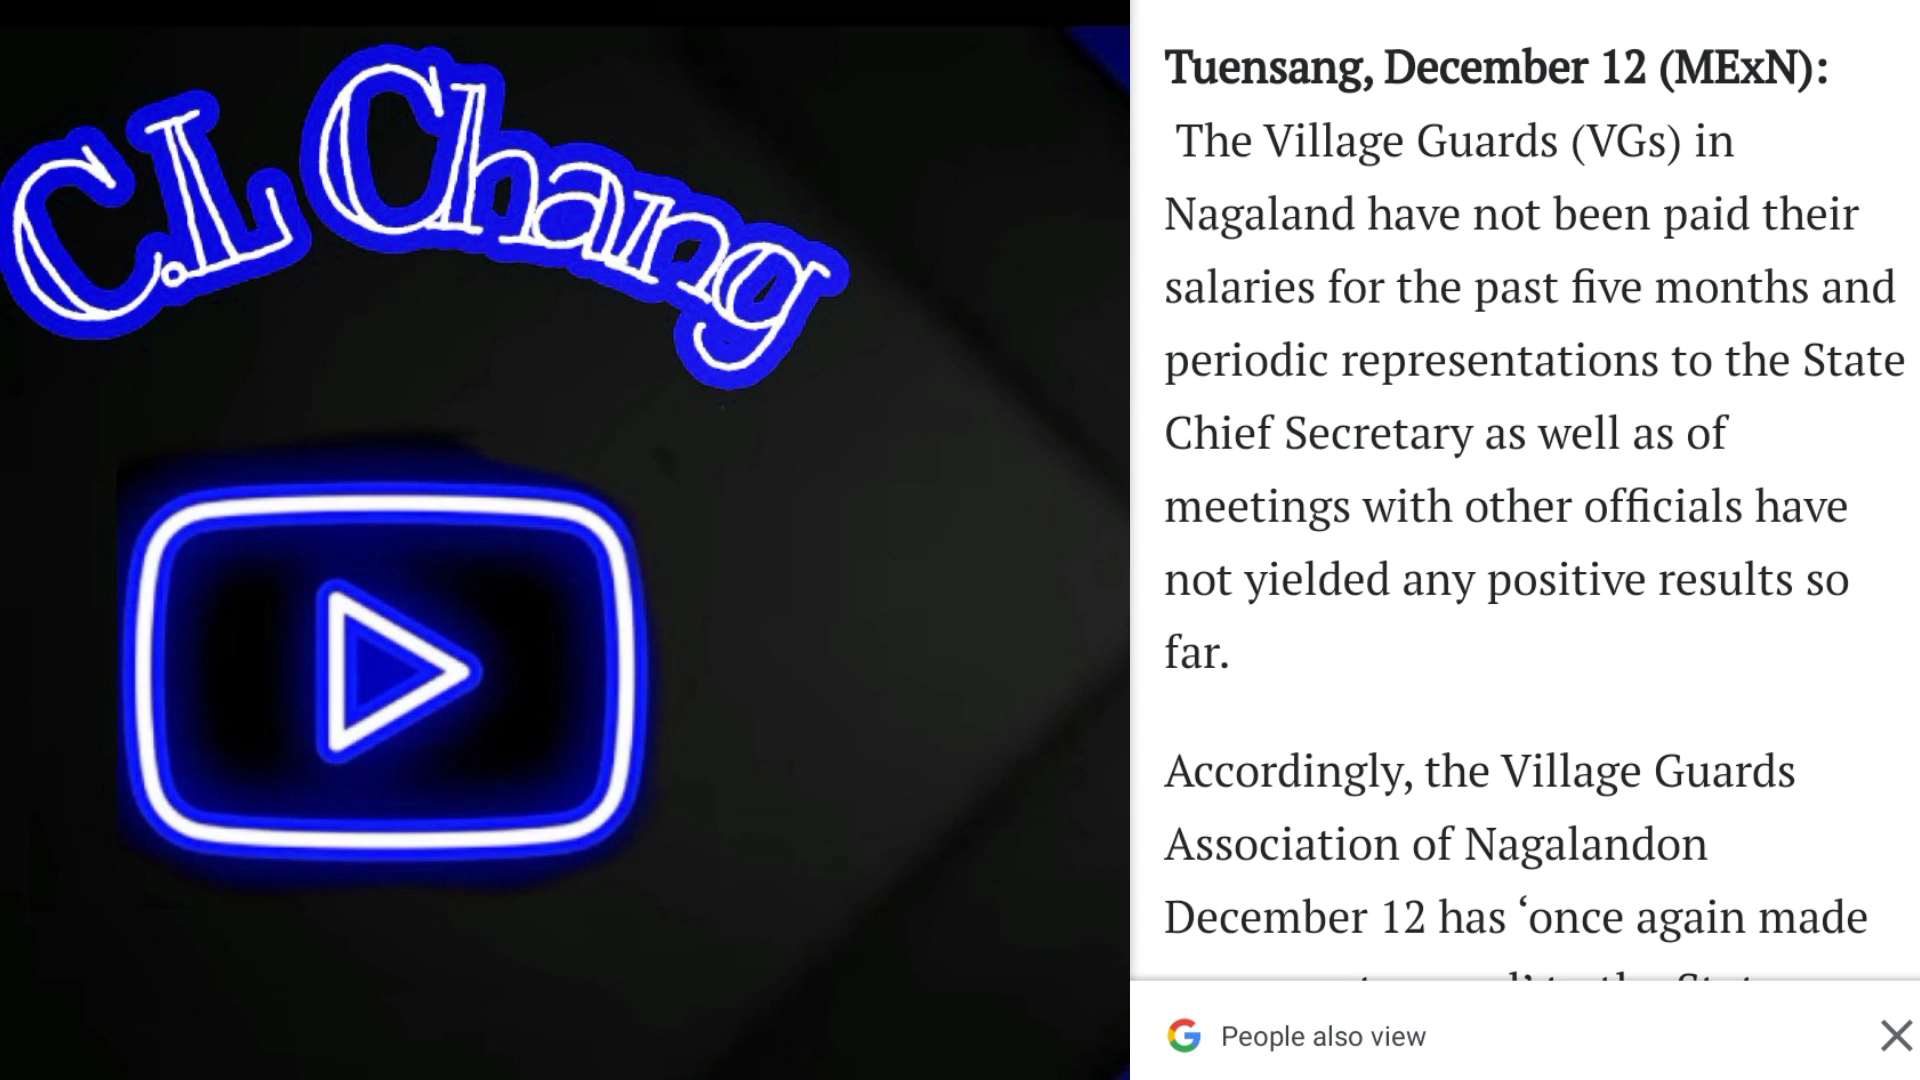 C.L Chang
Tuensang, December 12 (MExN):
The Village Guards (VGs) in
Nagaland have not been paid their
salaries for the past five months and
periodic representations to the State
Chief Secretary as well as of
meetings with other officials have
not yielded any positive results so
far.
Accordingly, the Village Guards
Association of Nagalandon
December 12 has ‘once again made
to the State
People also view